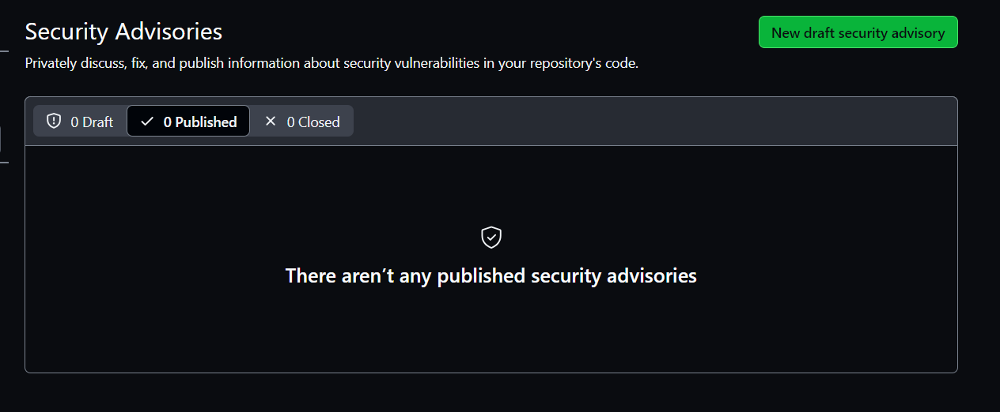 Security Advisories
New draft security advisory
Privately discuss, fix, and publish information about security vulnerabilities in your repository's code.
0 Draft
0 Published
0 Closed
There aren’t any published security advisories